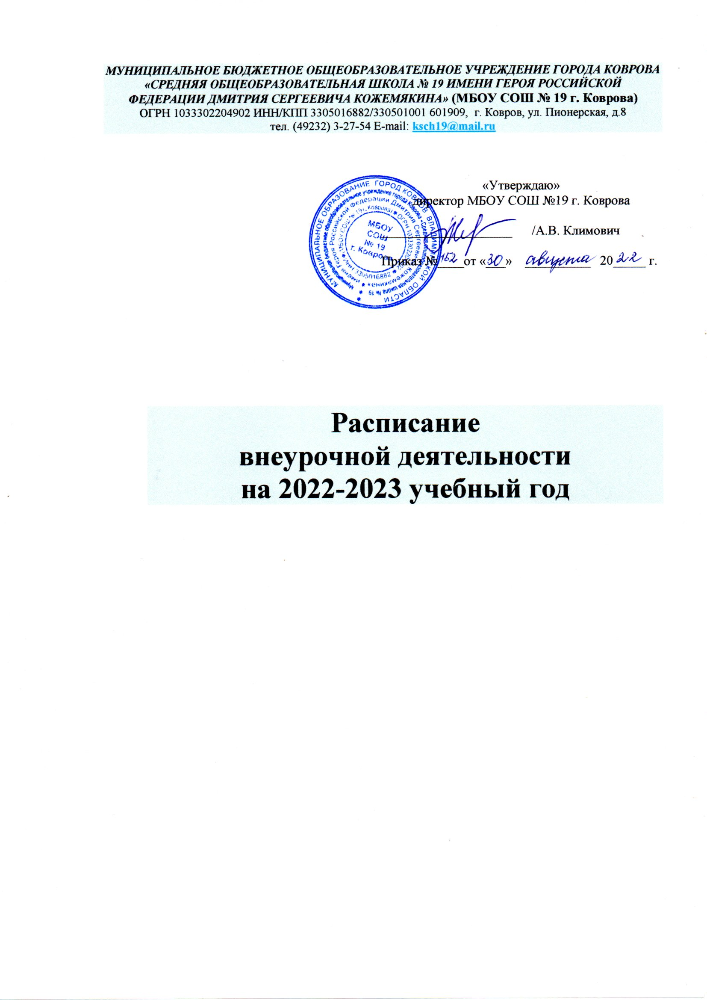 МУНИЦИПАЛЬНОЕ БЮДЖЕТНОЕ ОБЩЕОБРАЗОВАТЕЛЬНОЕ УЧРЕЖДЕНИЕ ГОРОДА КОВРОВА
«СРЕДНЯЯ ОБЩЕОБРАЗОВАТЕЛЬНАЯ ШКОЛА № 19 ИМЕНИ ГЕРОЯ РОССИЙСКОЙ
ФЕДЕРАЦИИ ДМИТРИЯ СЕРГЕЕВИЧА КОЖЕМЯКИНА» (МБОУ СОШ № 19 г. Коврова)
ОГРН 1033302204902 ИНН/КПП 3305016882/330501001 601909, г. Ковров, ул. Пионерская, д.8
тел. (49232) 3-27-54 E-mail: ksch19@mail.ru
«Утверждаю»
директор МБОУ СОШ №19 г. Коврова
/А.В. Климович
Приказ № 152 от «30» августа 2022 г.
МУНИЦИПАЛЬНОЕ ОБРАЗОВАНИЕ ГОРОД КОВРОВ ВЛАДИМИРСКОЙ ОБЛАСТИ
Муниципальное бюджетное общеобразовательное учреждение города Коврова «Средняя общеобразовательная школа № 19
имени Героя Российской Федерации Дмитрия Сергеевича Кожемякина»
(МБОУ СОШ № 19 г. Коврова) * ОГРН 1033302204902 * ИНН 3305016882
МБОУ
СОШ
№ 19
г. Коврова
Расписание
внеурочной деятельности
на 2022-2023 учебный год